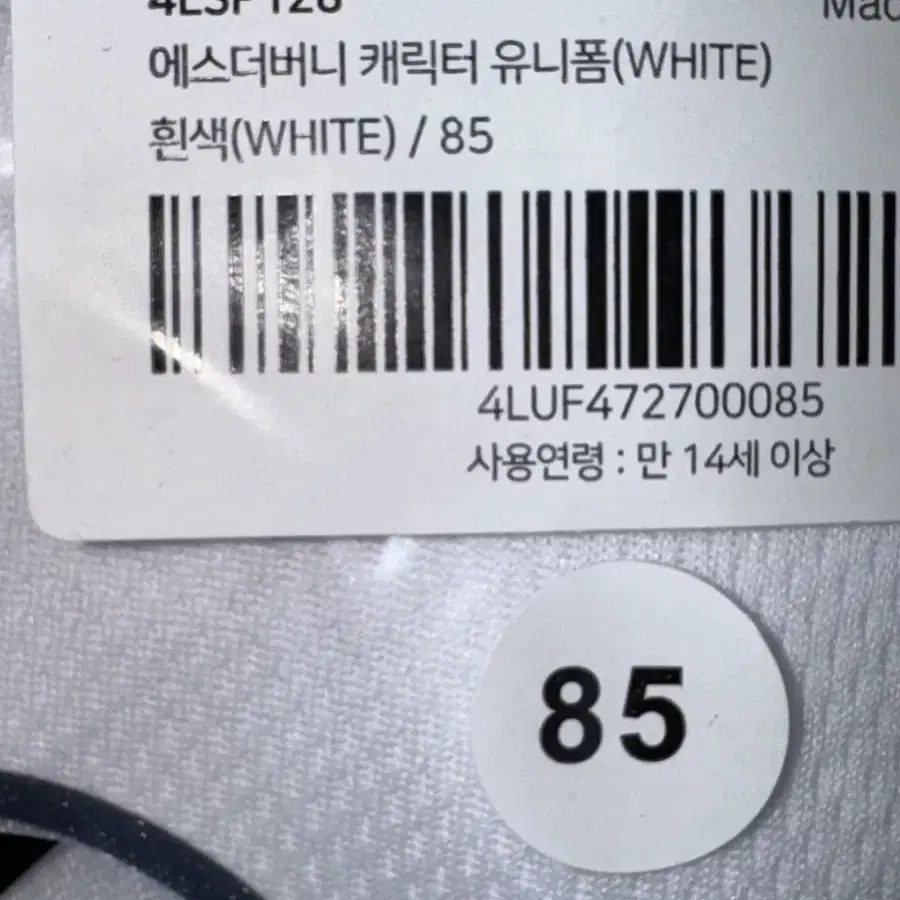 에스더버니 캐릭터 유니폼(WHITE)
흰색(WHITE) / 85
4LUF472700085
사용연령 : 만 14세 이상
85